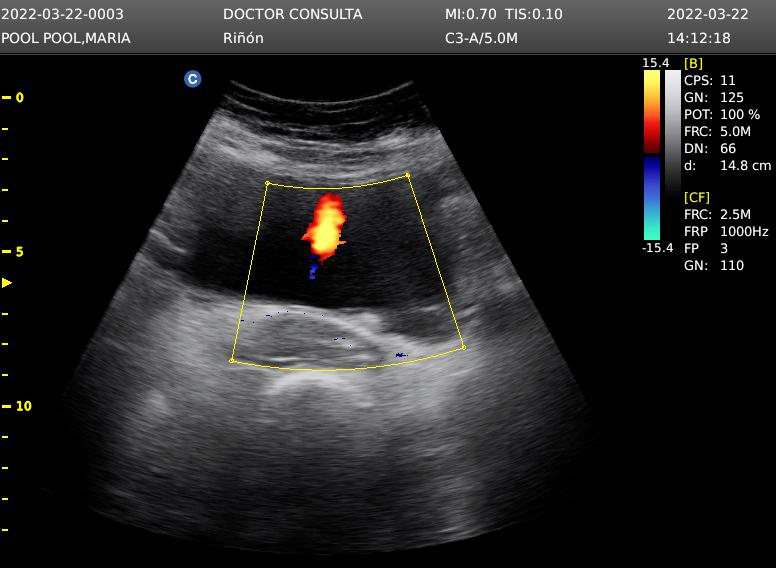 2022-03-22-0003 DOCTOR CONSULTA MI:0.70 TIS:0.10 2022-03-22
POOL POOL,MARIA Riñón C3-A/5.0M 14:12:18
C
15.4 [B]
CPS: 11
GN: 125
POT: 100 %
FRC: 5.0M
DN: 66
d: 14.8 cm
[CF]
FRC: 2.5M
FRP 1000Hz
-15.4 FP 3
GN: 110
0
5
10